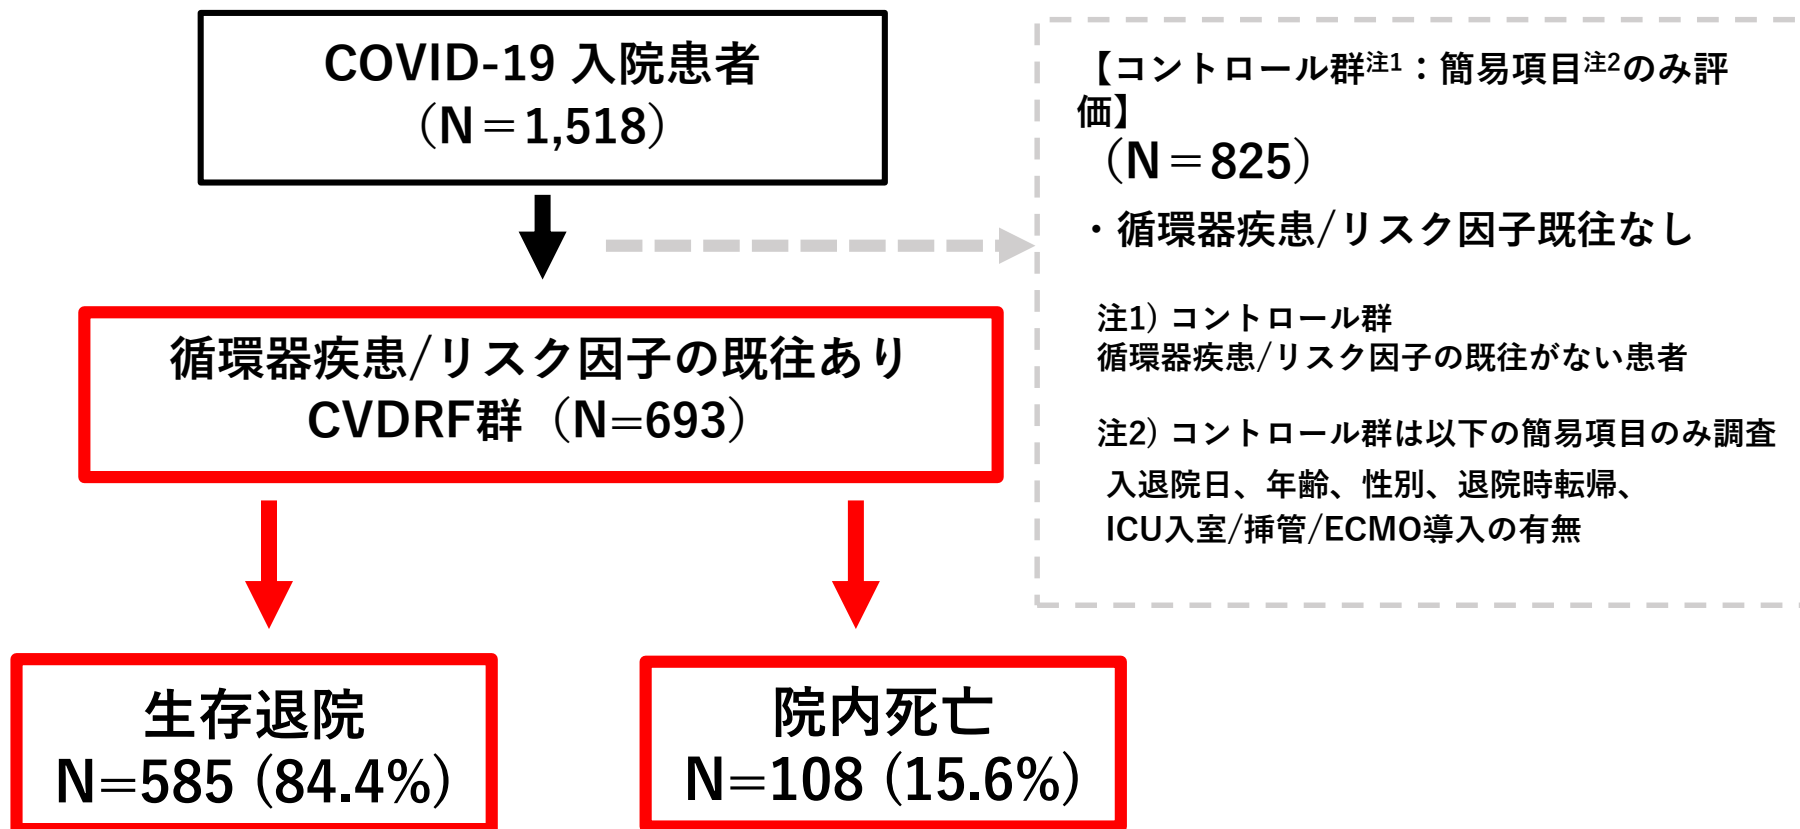 COVID-19 入院患者
（N＝1,518）
【コントロール群注1：簡易項目注2のみ評
価】
（N＝825）
・循環器疾患/リスク因子既往なし
注1) コントロール群
循環器疾患/リスク因子の既往がない患者
注2) コントロール群は以下の簡易項目のみ調査
入退院日、年齢、性別、退院時転帰、
ICU入室/挿管/ECMO導入の有無
循環器疾患/リスク因子の既往あり
CVDRF群（N=693）
生存退院
N=585 (84.4%)
院内死亡
N=108 (15.6%)